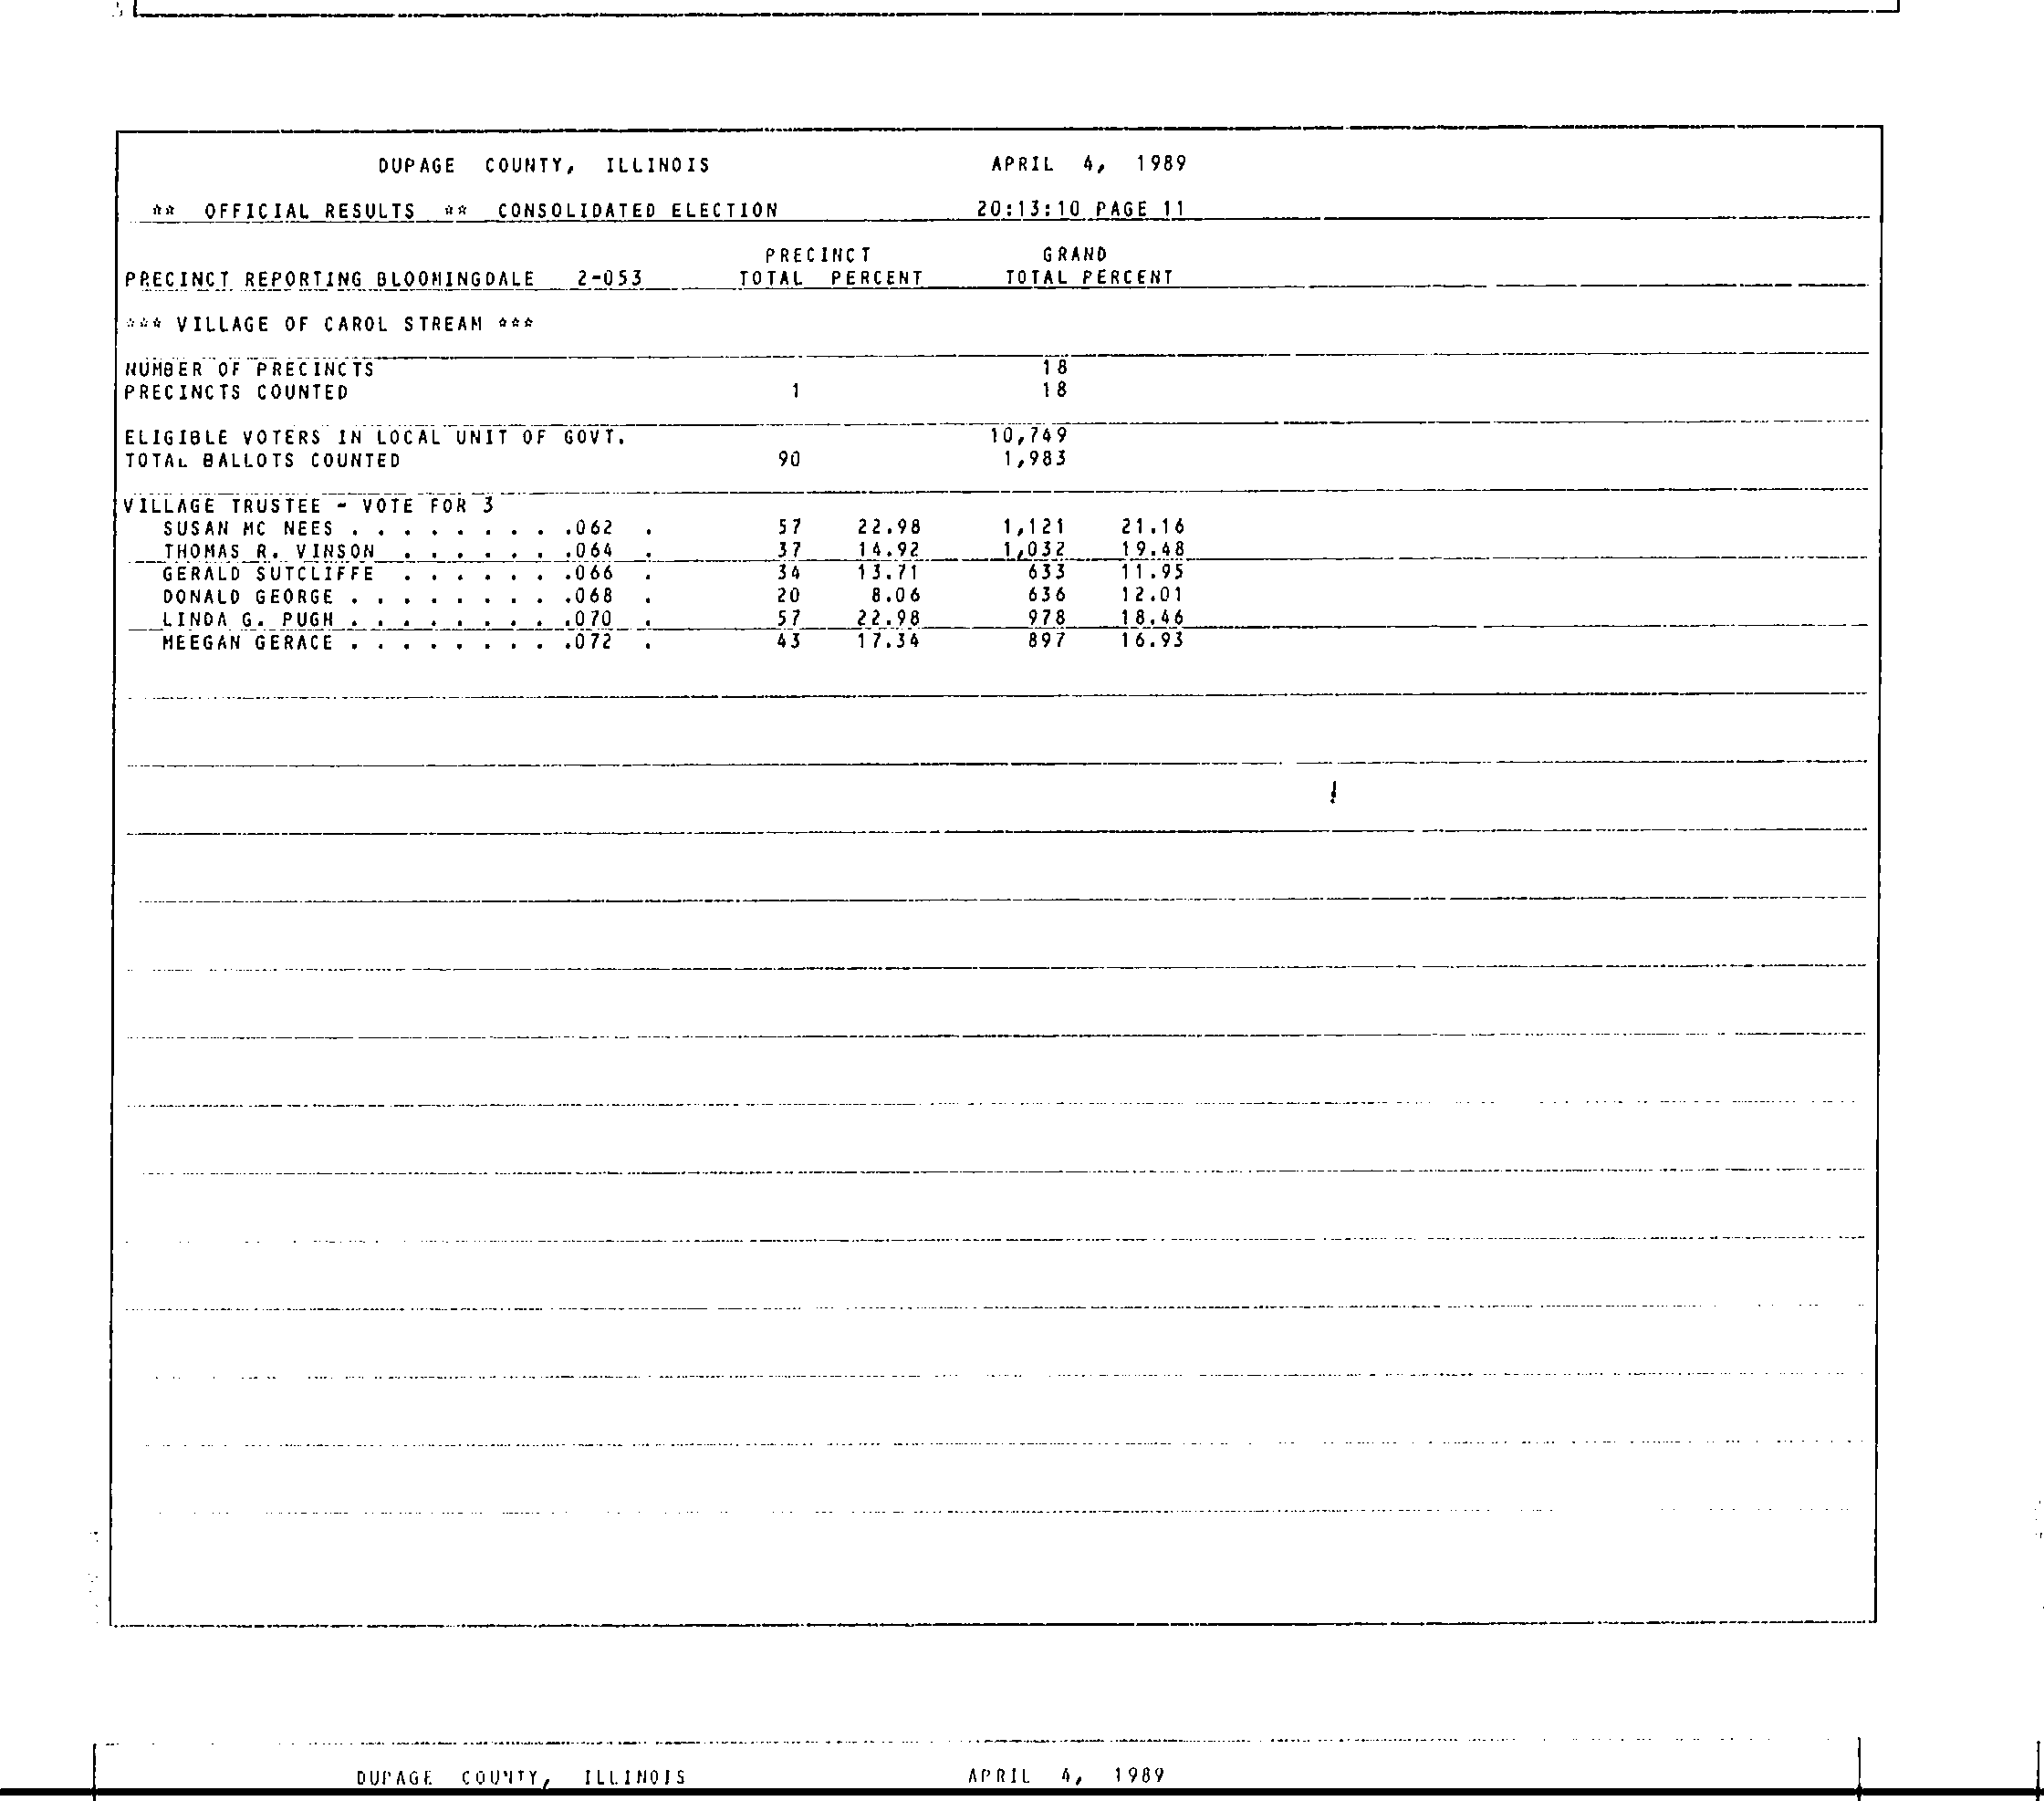 DUPAGE COUNTY, ILLINOIS APRIL 4, 1989
** OFFICIAL RESULTS ** CONSOLIDATED ELECTION 20:13:10 PAGE 11
PRECINCT GRAND
PRECINCT REPORTING BLOOMINGDALE 2-053 TOTAL PERCENT TOTAL PERCENT
*** VILLAGE OF CAROL STREAM ***
NUMBER OF PRECINCTS 18
PRECINCTS COUNTED 1 18
ELIGIBLE VOTERS IN LOCAL UNIT OF GOVT. 10,749
TOTAL BALLOTS COUNTED 90 1,983
VILLAGE TRUSTEE - VOTE FOR 3
SUSAN MC NEES . . . . . . . . .062 . 57 22.98 1,121 21.16
THOMAS R. VINSON . . . . . . .064 . 37 14.92 1,032 19.48
GERALD SUTCLIFFE . . . . . . .066 . 34 13.71 633 11.95
DONALD GEORGE . . . . . . . . .068 . 20 8.06 636 12.01
LINDA G. PUGH . . . . . . . . .070 . 57 22.98 978 18.46
MEEGAN GERACE . . . . . . . . .072 . 43 17.34 897 16.93
DUPAGE COUNTY, ILLINOIS APRIL 4, 1989